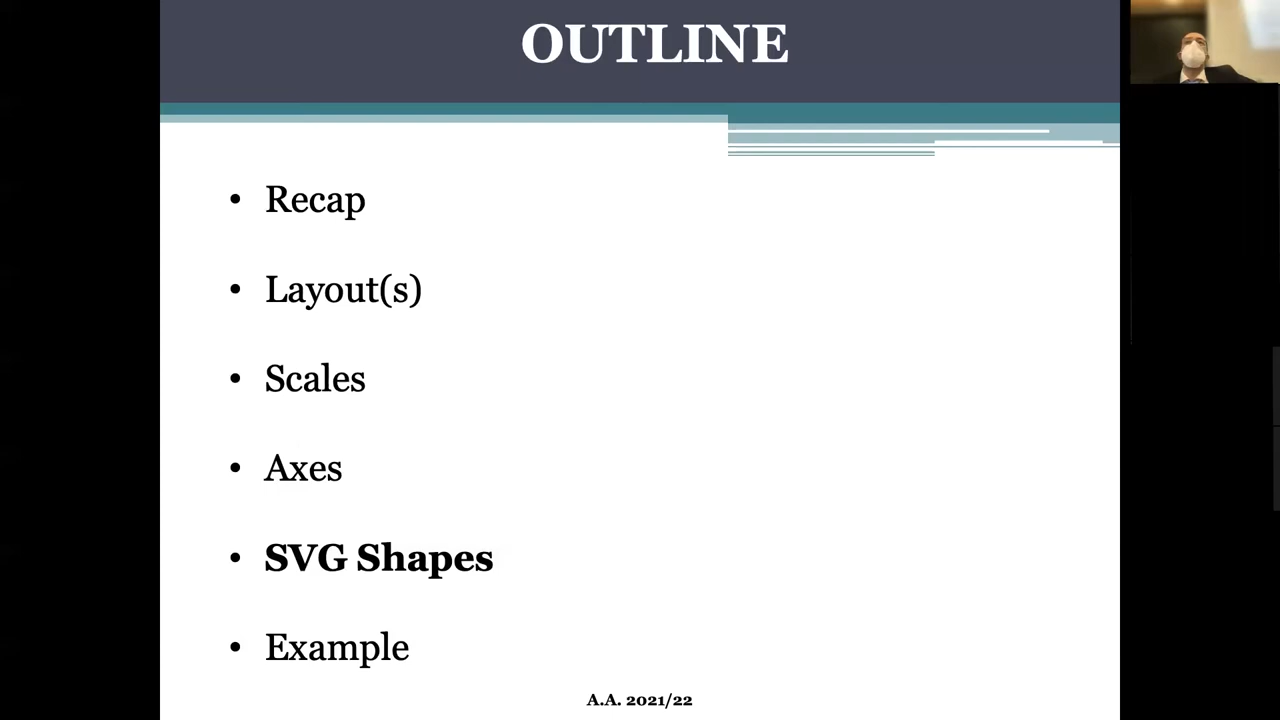 OUTLINE
• Recap
• Layout(s)
• Scales
• Axes
• SVG Shapes
• Example
A.A. 2021/22